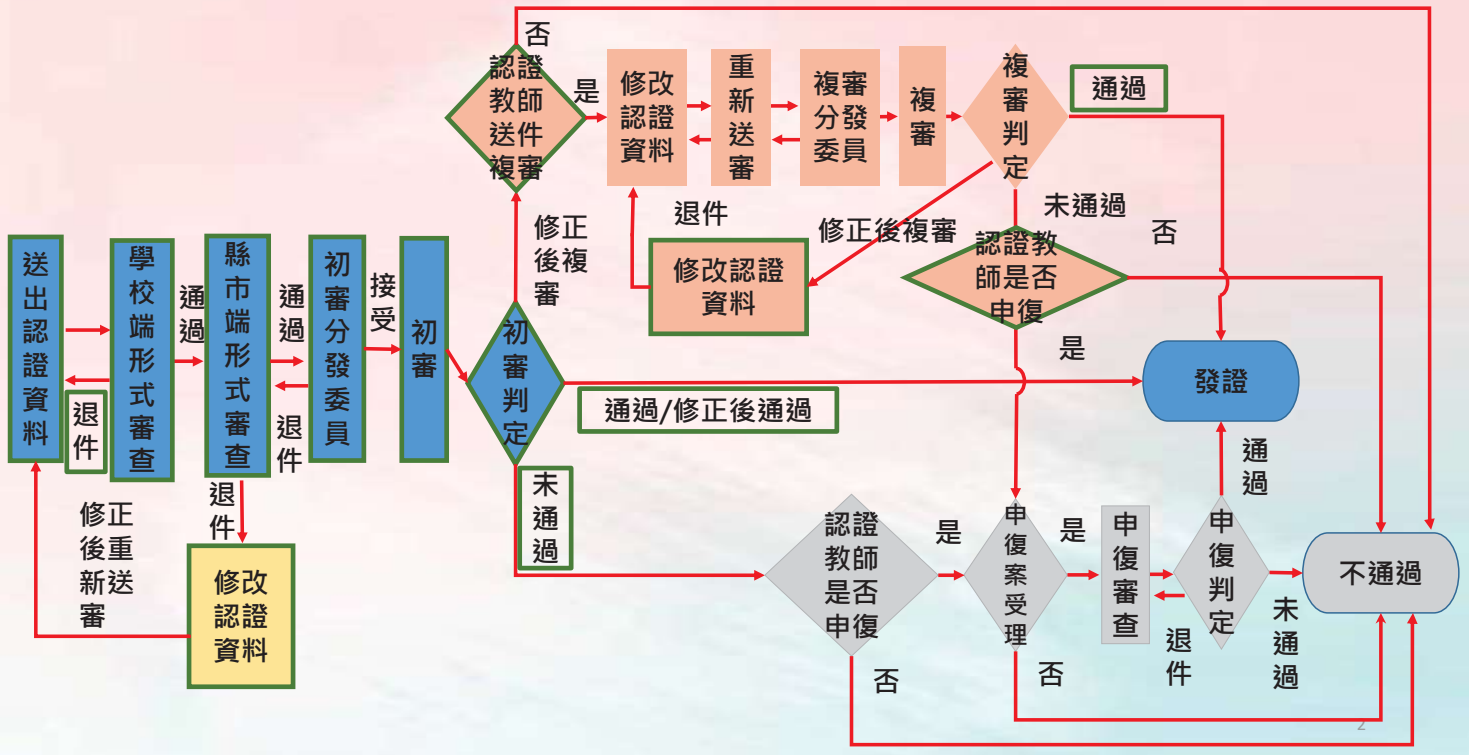 否
認證
教師
送件
複審
是
修改
認證
資料
重
新
送
審
複審
分發
委員
複
審
複
審
判
定
通過
修正
後複
審
退件
修改認證
資料
修正後複審
未通過
認證教
師是否
申復
否
是
送
出
認
證
資
料
退
件
學
校
端
形
式
審
查
通
過
縣
市
端
形
式
審
查
通
過
退
件
初
審
分
發
委
員
接
受
初
審
初
審
判
定
通過/修正後通過
發證
未
通
過
修正
後重
新送
審
退
件
修改
認證
資料
認證
教師
是否
申復
是
否
申
復
案
受
理
是
否
申
復
審
查
退
件
申
復
判
定
通
過
未
通
過
不通過
2